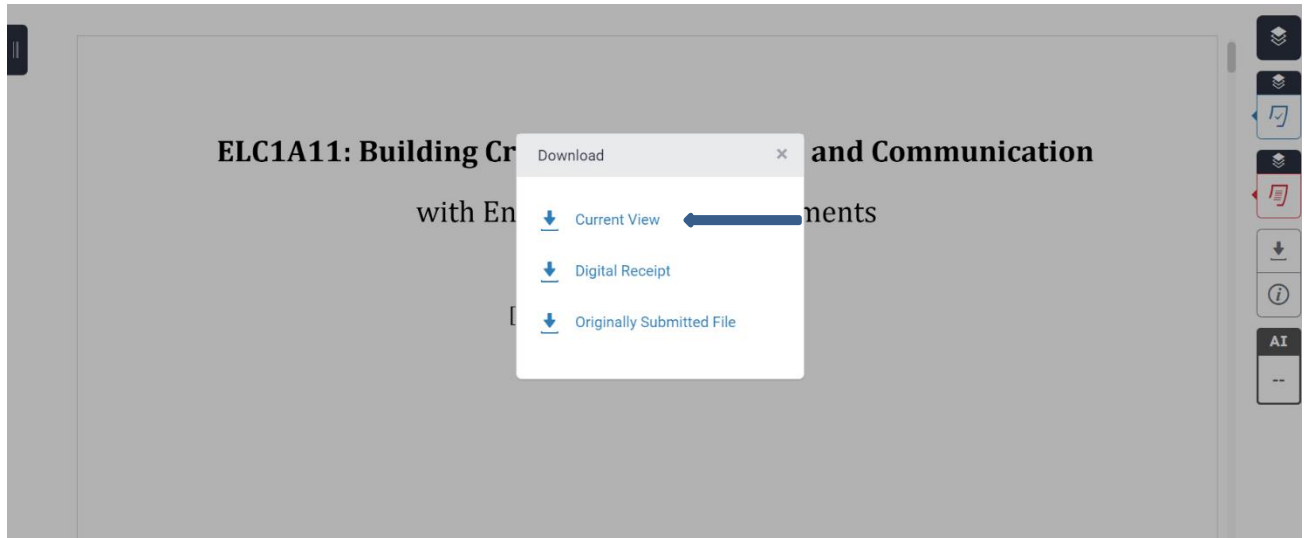 ELC1A11: Building Cr
and Communication
with En
ments
[
Download ×
Current View
Digital Receipt
Originally Submitted File
i
AI
--